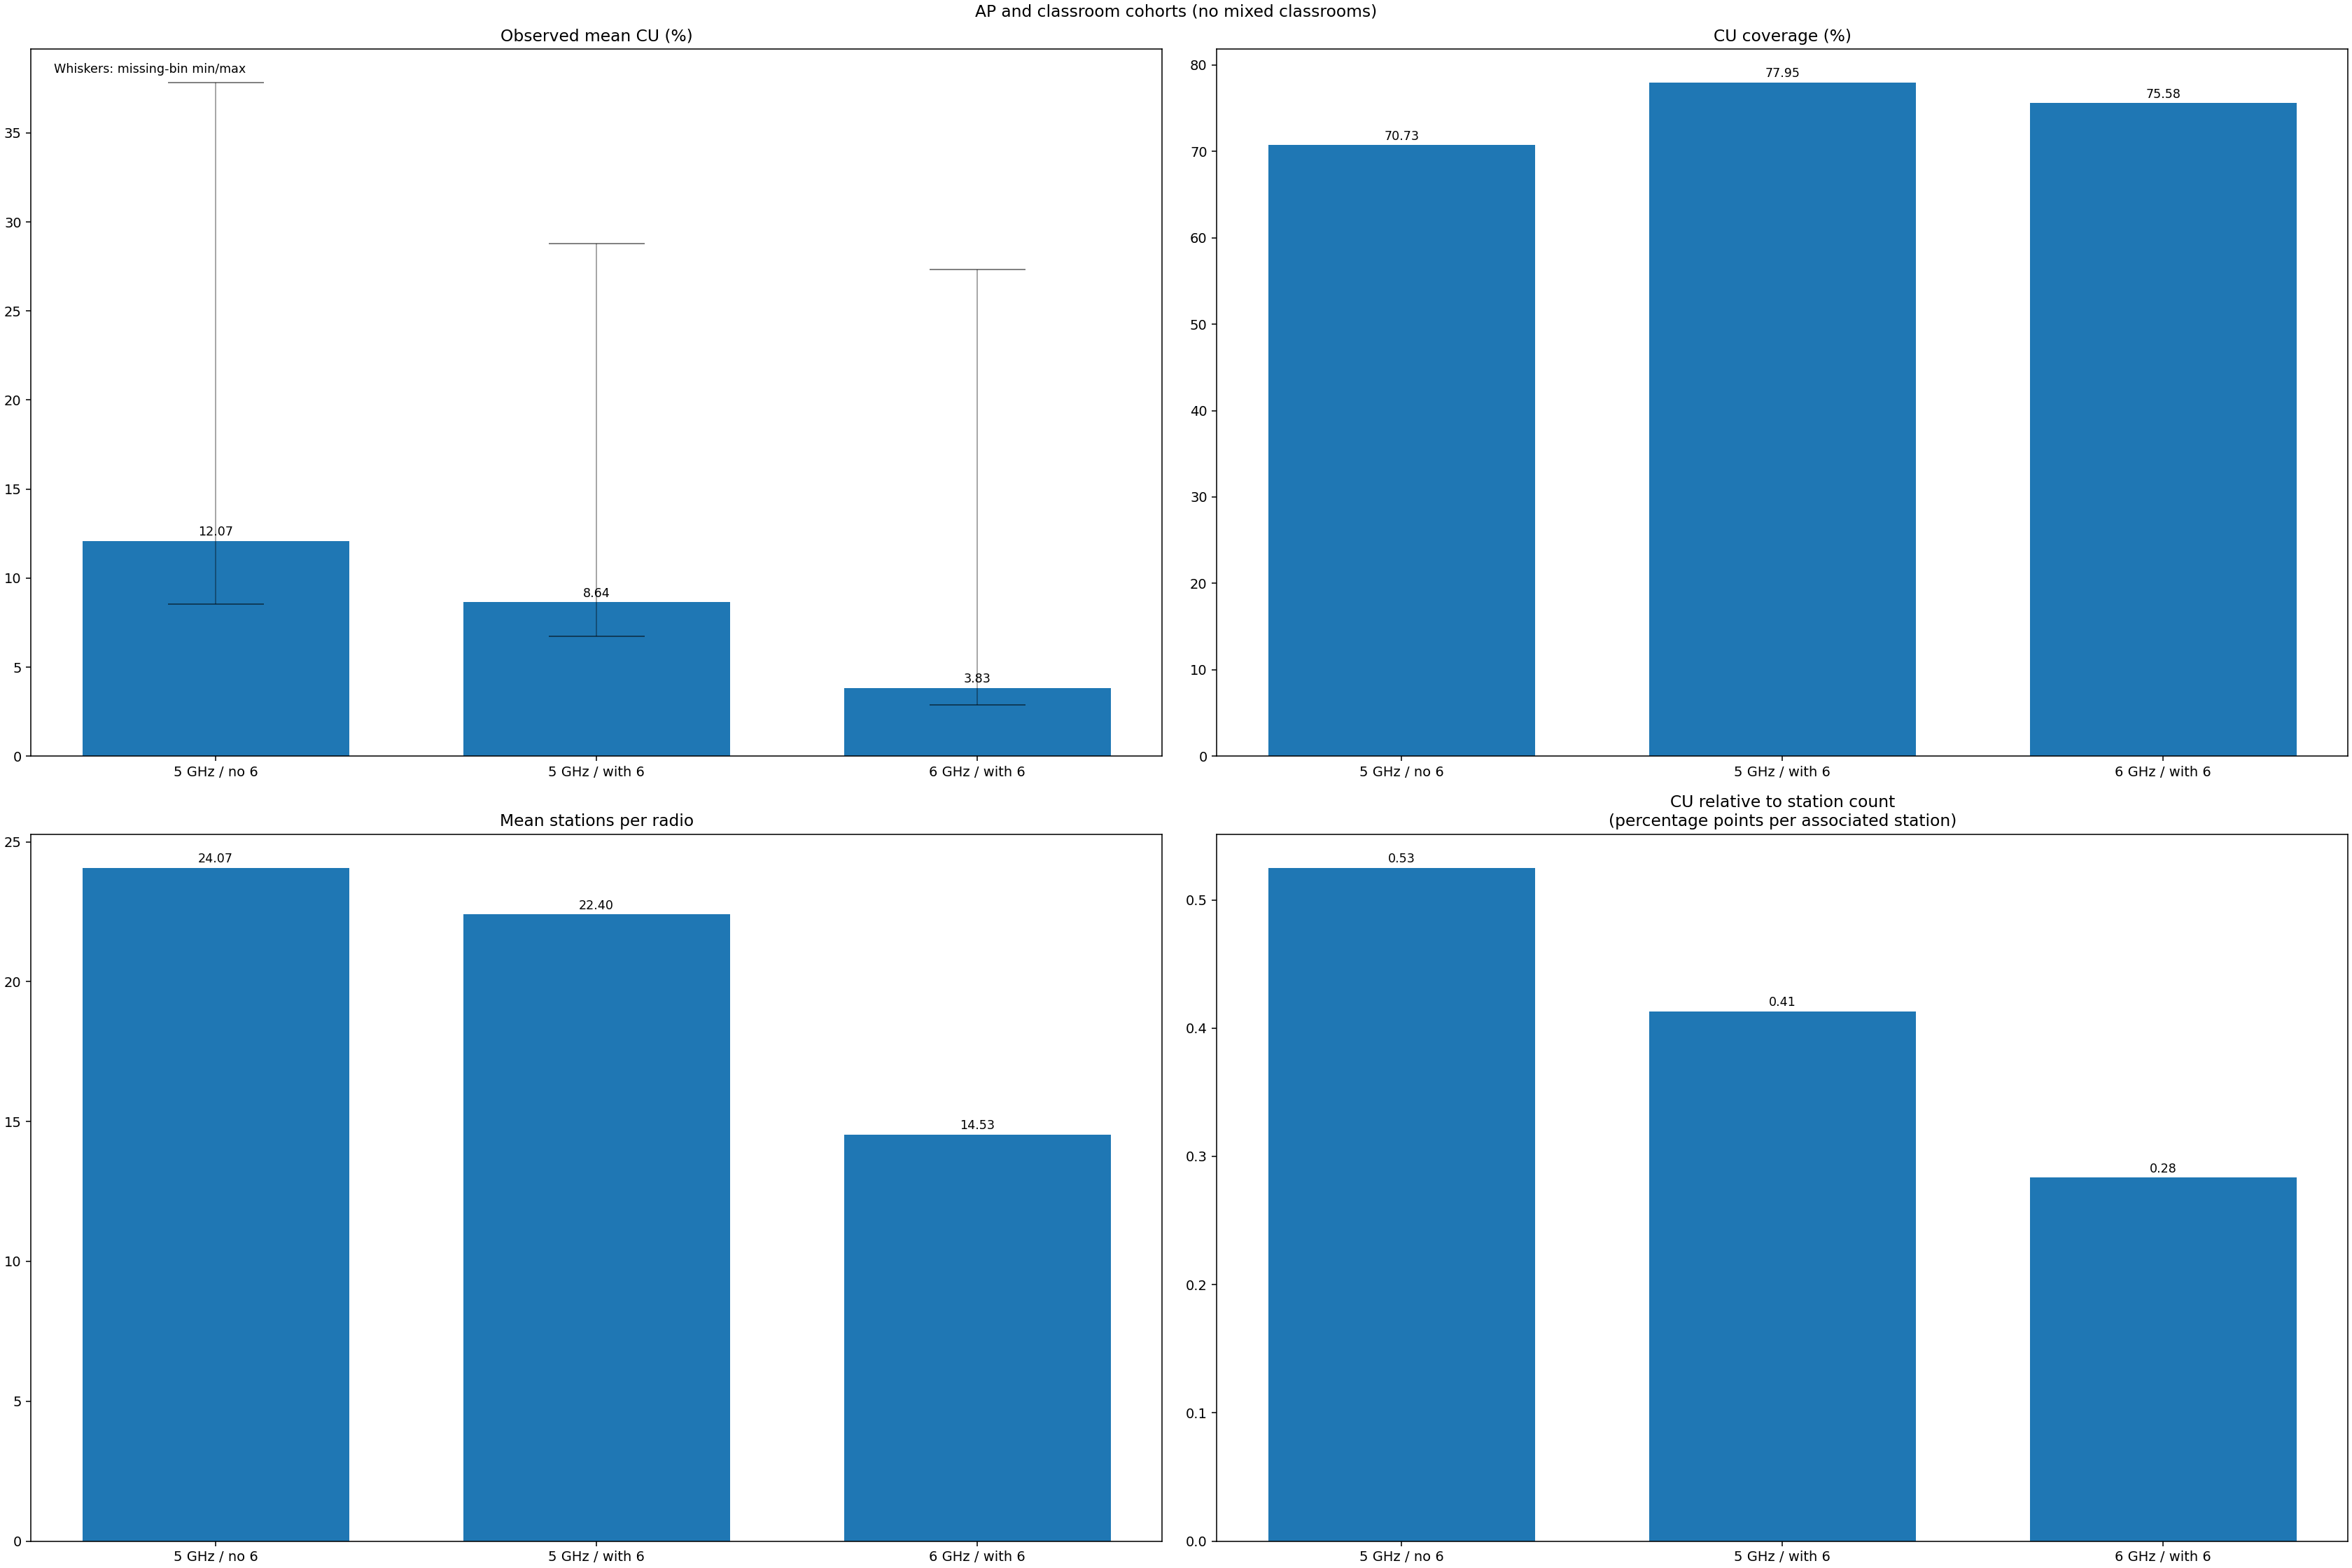 AP and classroom cohorts (no mixed classrooms)
Observed mean CU (%)
Whiskers: missing-bin min/max
35
30
25
20
15
10
5
0
12.07
8.64
3.83
5 GHz / no 6
5 GHz / with 6
6 GHz / with 6
CU coverage (%)
80
70
60
50
40
30
20
10
0
70.73
77.95
75.58
5 GHz / no 6
5 GHz / with 6
6 GHz / with 6
Mean stations per radio
25
20
15
10
5
0
24.07
22.40
14.53
5 GHz / no 6
5 GHz / with 6
6 GHz / with 6
CU relative to station count
(percentage points per associated station)
0.5
0.4
0.3
0.2
0.1
0.0
0.53
0.41
0.28
5 GHz / no 6
5 GHz / with 6
6 GHz / with 6